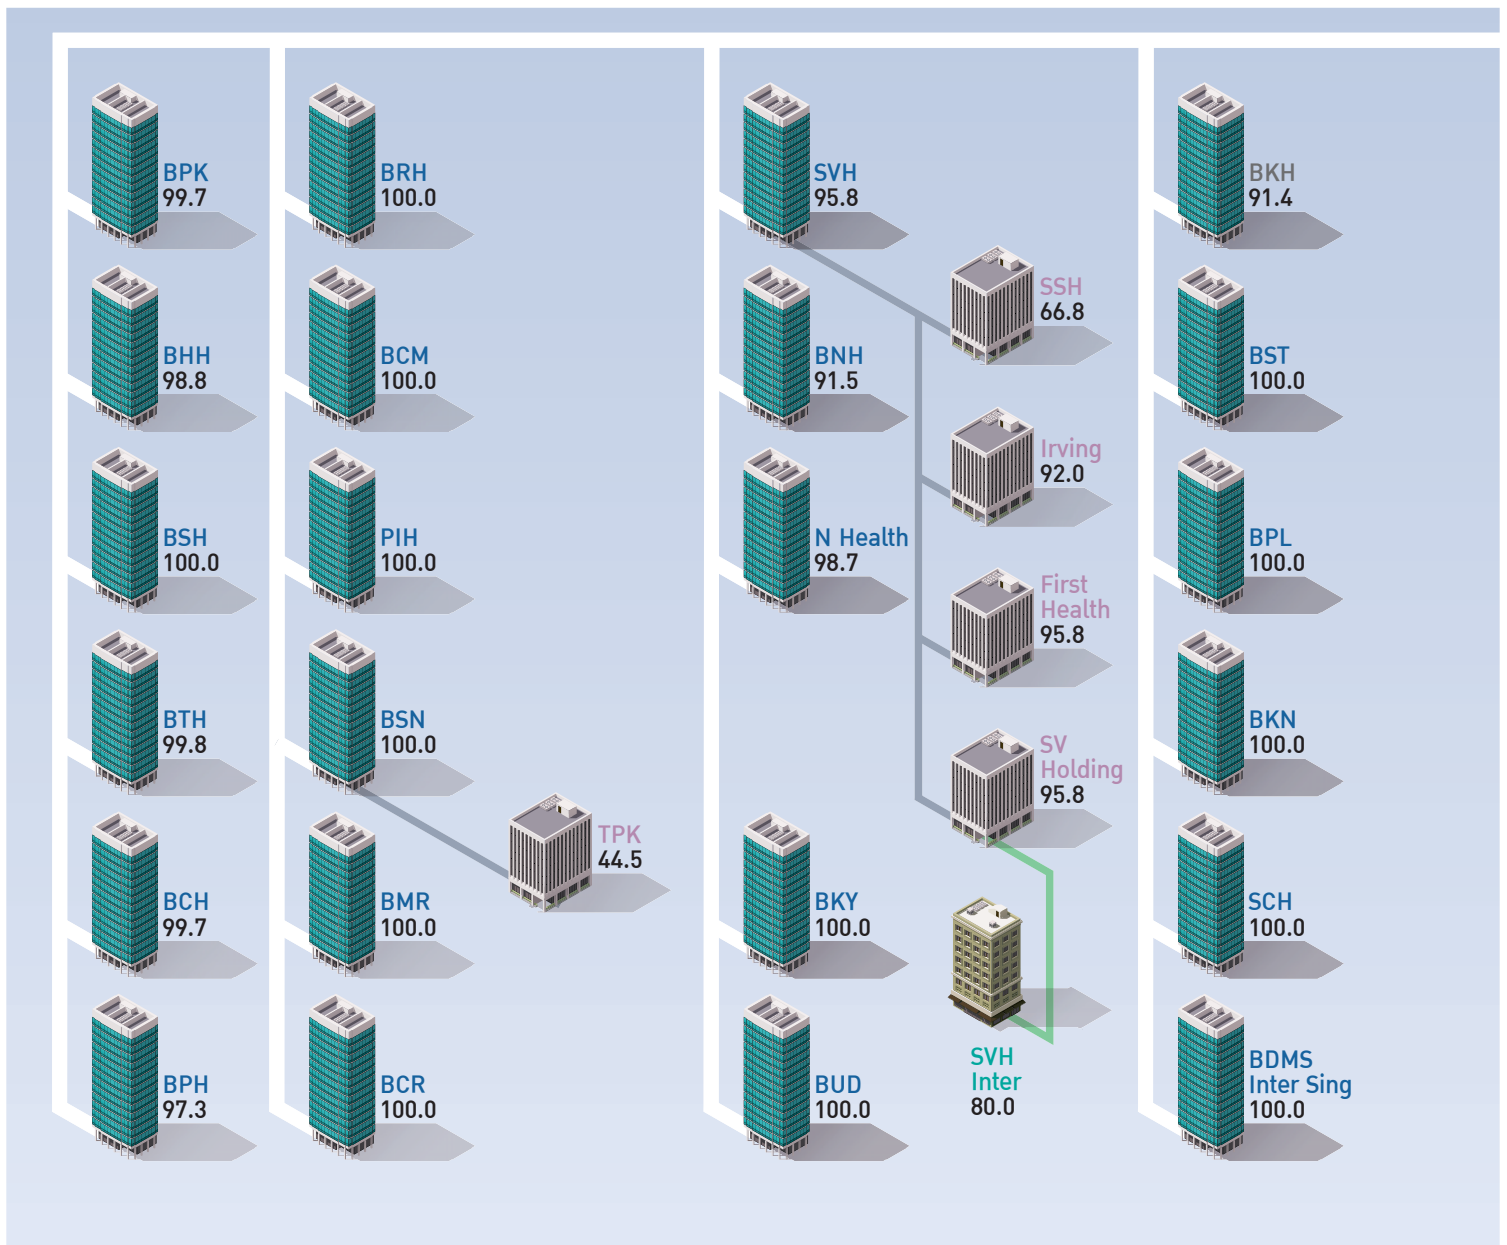 BPK
99.7
BHH
98.8
BSH
100.0
BTH
99.8
BCH
99.7
BPH
97.3
BRH
100.0
BCM
100.0
PIH
100.0
BSN
100.0
TPK
44.5
BMR
100.0
BCR
100.0
SVH
95.8
BNH
91.5
N Health
98.7
BKY
100.0
BUD
100.0
SSH
66.8
Irving
92.0
First
Health
95.8
SV
Holding
95.8
SVH
Inter
80.0
BKH
91.4
BST
100.0
BPL
100.0
BKN
100.0
SCH
100.0
BDMS
Inter Sing
100.0